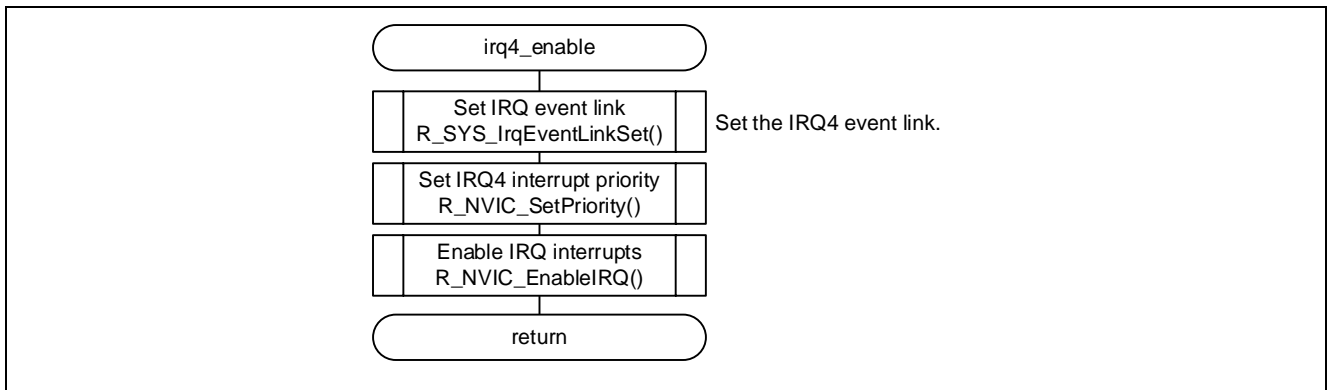 irq4_enable
Set IRQ event link
R_SYS_IrqEventLinkSet()
Set the IRQ4 event link.
Set IRQ4 interrupt priority
R_NVIC_SetPriority()
Enable IRQ interrupts
R_NVIC_EnableIRQ()
return